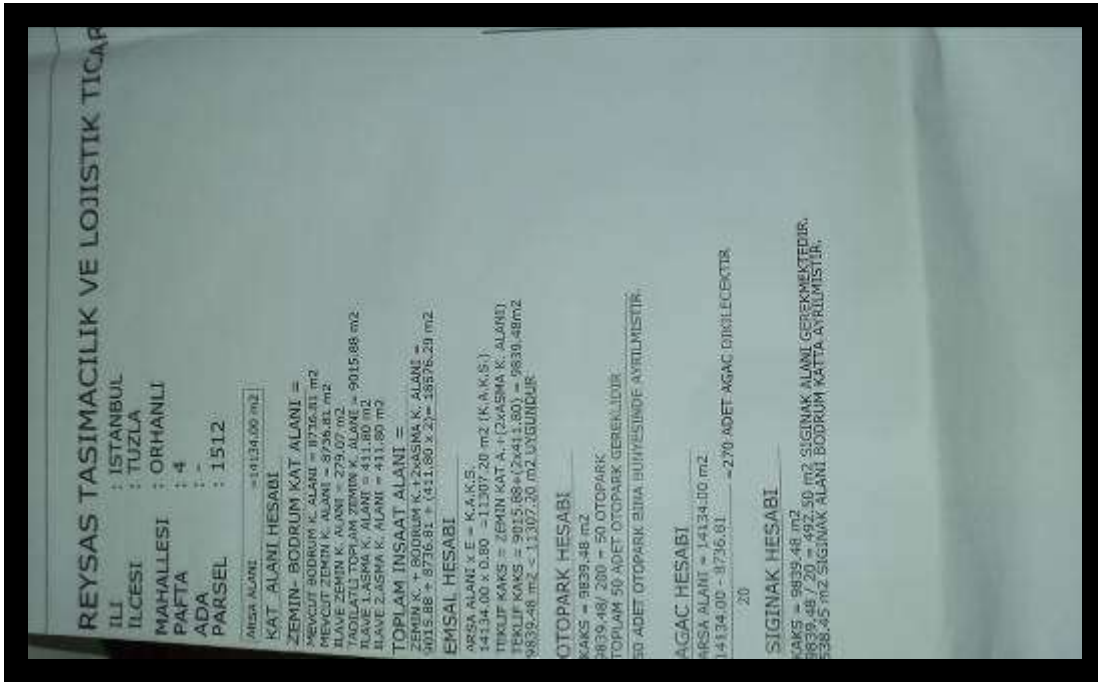 REYSAS TASIMACILIK VE LOJISTIK TICAR
ILI : ISTANBUL
ILCESI : TUZLA
MAHALLESI : ORHANLI
PAFTA : 4
ADA : -
PARSEL : 1512
ARSA ALANI =14134.00 m2
KAT ALANI HESABI
ZEMIN- BODRUM KAT ALANI =
MEVCUT BODRUM K. ALANI = 8736.81 m2
MEVCUT ZEMIN K. ALANI = 8736.81 m2
ILAVE ZEMIN K. ALANI = 279.07 m2
TADILATLI TOPLAM ZEMIN K. ALANI = 9015.88 m2
ILAVE 1.ASMA K. ALANI = 411.80 m2
ILAVE 2.ASMA K. ALANI = 411.80 m2
TOPLAM INSAAT ALANI =
ZEMIN K. + BODRUM K.+2xASMA K. ALANI =
9015.88 + 8736.81 + (411.80 x 2)= 18576.29 m2
EMSAL HESABI
ARSA ALANI x E = K.A.K.S.
14134.00 x 0.80 =11307.20 m2 (K.A.K.S.)
TEKLIF KAKS = ZEMIN KAT A.+(2xASMA K. ALANI)
TEKLIF KAKS = 9015.88+(2x411.80) = 9839.48m2
9839.48 m2 < 11307.20 m2 UYGUNDUR
OTOPARK HESABI
KAKS = 9839.48 m2
9839.48/ 200 = 50 OTOPARK
TOPLAM 50 ADET OTOPARK GEREKLIDIR
50 ADET OTOPARK BINA BUNYESINDE AYRILMISTIR.
AGAC HESABI
ARSA ALANI = 14134.00 m2
14134.00 - 8736.81 =270 ADET AGAC DIKILECEKTIR
20
SIGINAK HESABI
KAKS = 9839.48 m2
9839.48 / 20 = 492.50 m2 SIGINAK ALANI GEREKMEKTEDIR.
538.45 m2 SIGINAK ALANI BODRUM KATTA AYRILMISTIR.